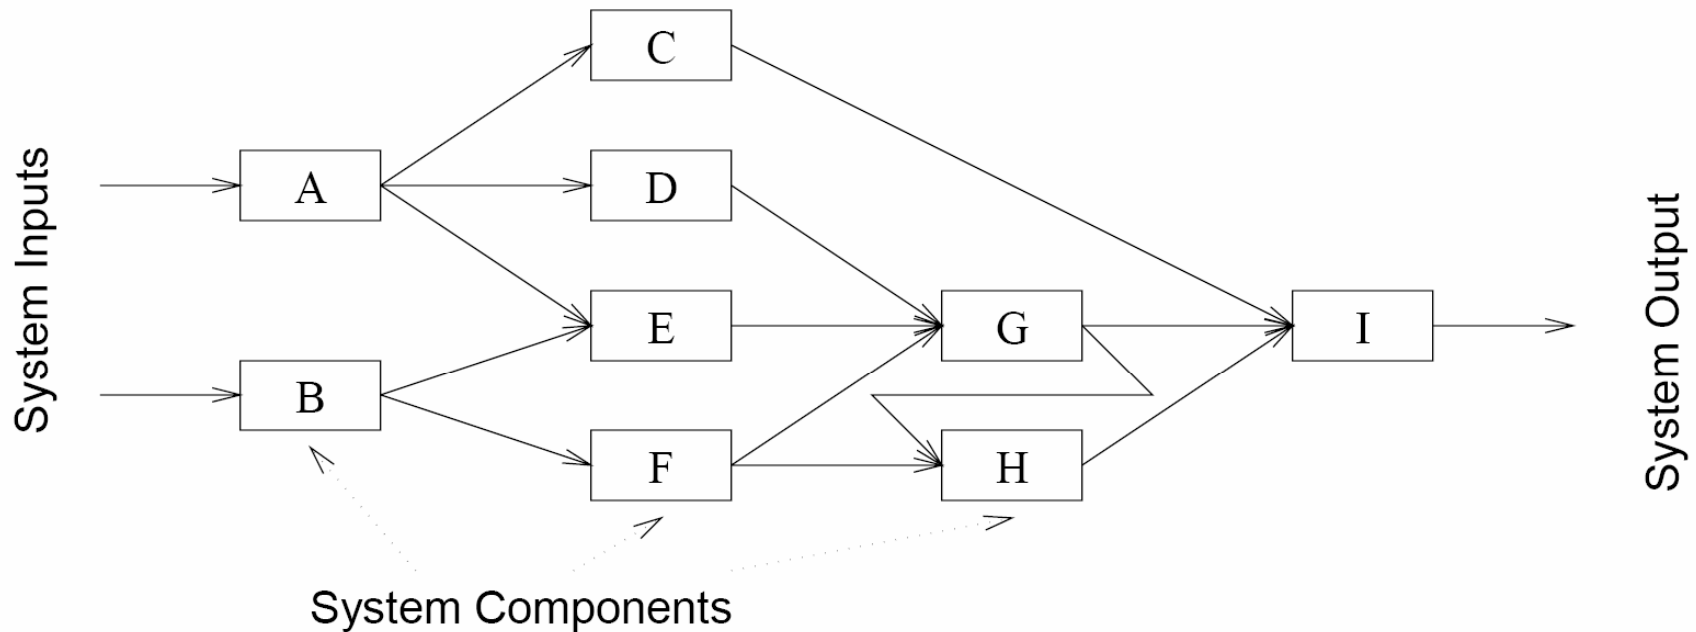 System Inputs
A
B
C
D
E
F
G
H
I
System Output
System Components